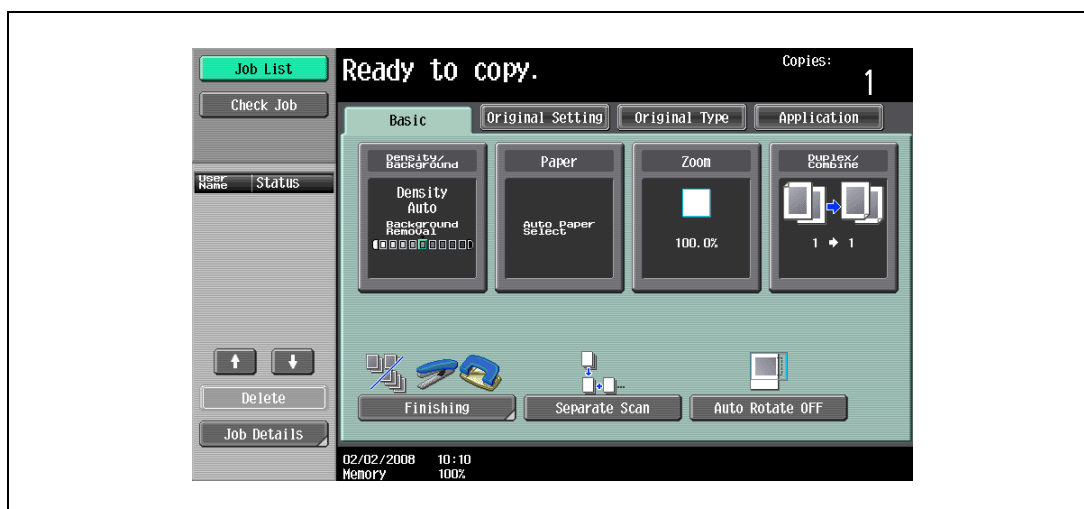 Job List
Check Job
User
Name
Status
Delete
Job Details
Ready to copy.
Copies:
1
Basic
Original Setting
Original Type
Application
Density/
Background
Density
Auto
Background
Removal
Paper
Auto Paper
Select
Zoom
100.0%
Duplex/
Combine
1 → 1
Finishing
Separate Scan
Auto Rotate OFF
02/02/2008 10:10
Memory 100%